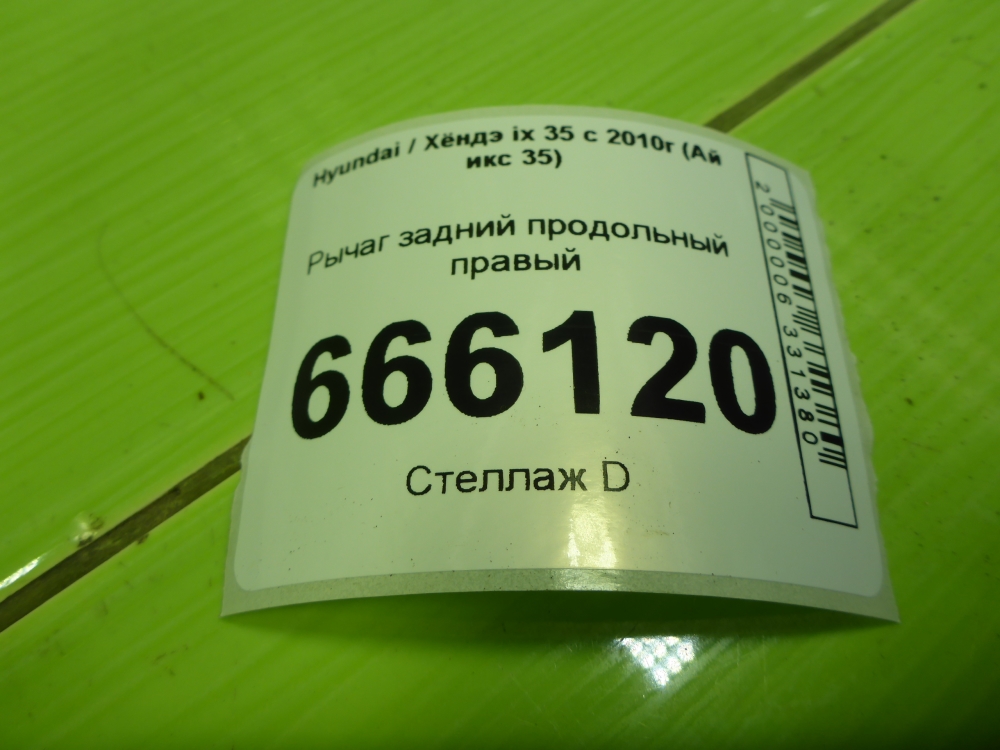 Hyundai / Хёндэ ix 35 с 2010г (Ай
икс 35)
Рычаг задний продольный
правый
666120
Стеллаж D
2000006331380